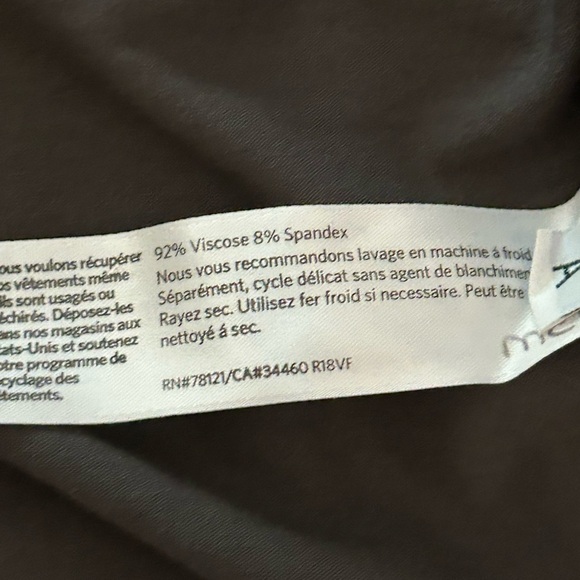 ous voulons récupérer
os vêtements même
ils sont usagés ou
échirés. Déposez-les
ans nos magasins aux
ats-Unis et soutenez
otre programme de
cyclage des
êtements.
92% Viscose 8% Spandex
Nous vous recommandons lavage en machine á froid
Séparément, cycle délicat sans agent de blanchimen
Rayez sec. Utilisez fer froid si necessaire. Peut être
nettoyé á sec.
RN#78121/CA#34460 R18VF